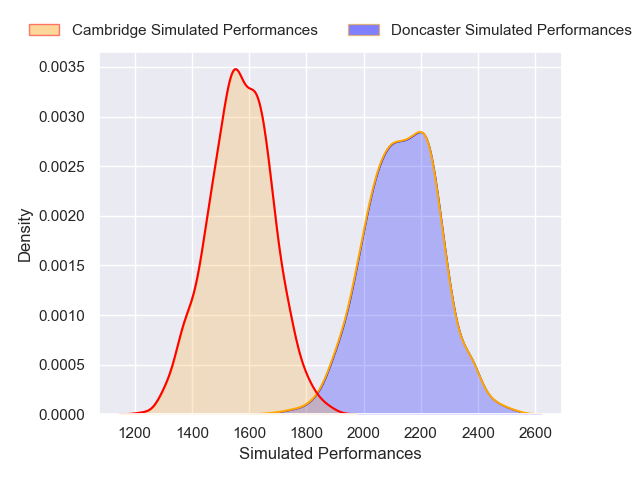 Cambridge Simulated Performances Doncaster Simulated Performances
0.0035
0.0030
0.0025
0.0020
0.0015
0.0010
0.0005
0.0000
Density
1200 1400 1600 1800 2000 2200 2400 2600
Simulated Performances